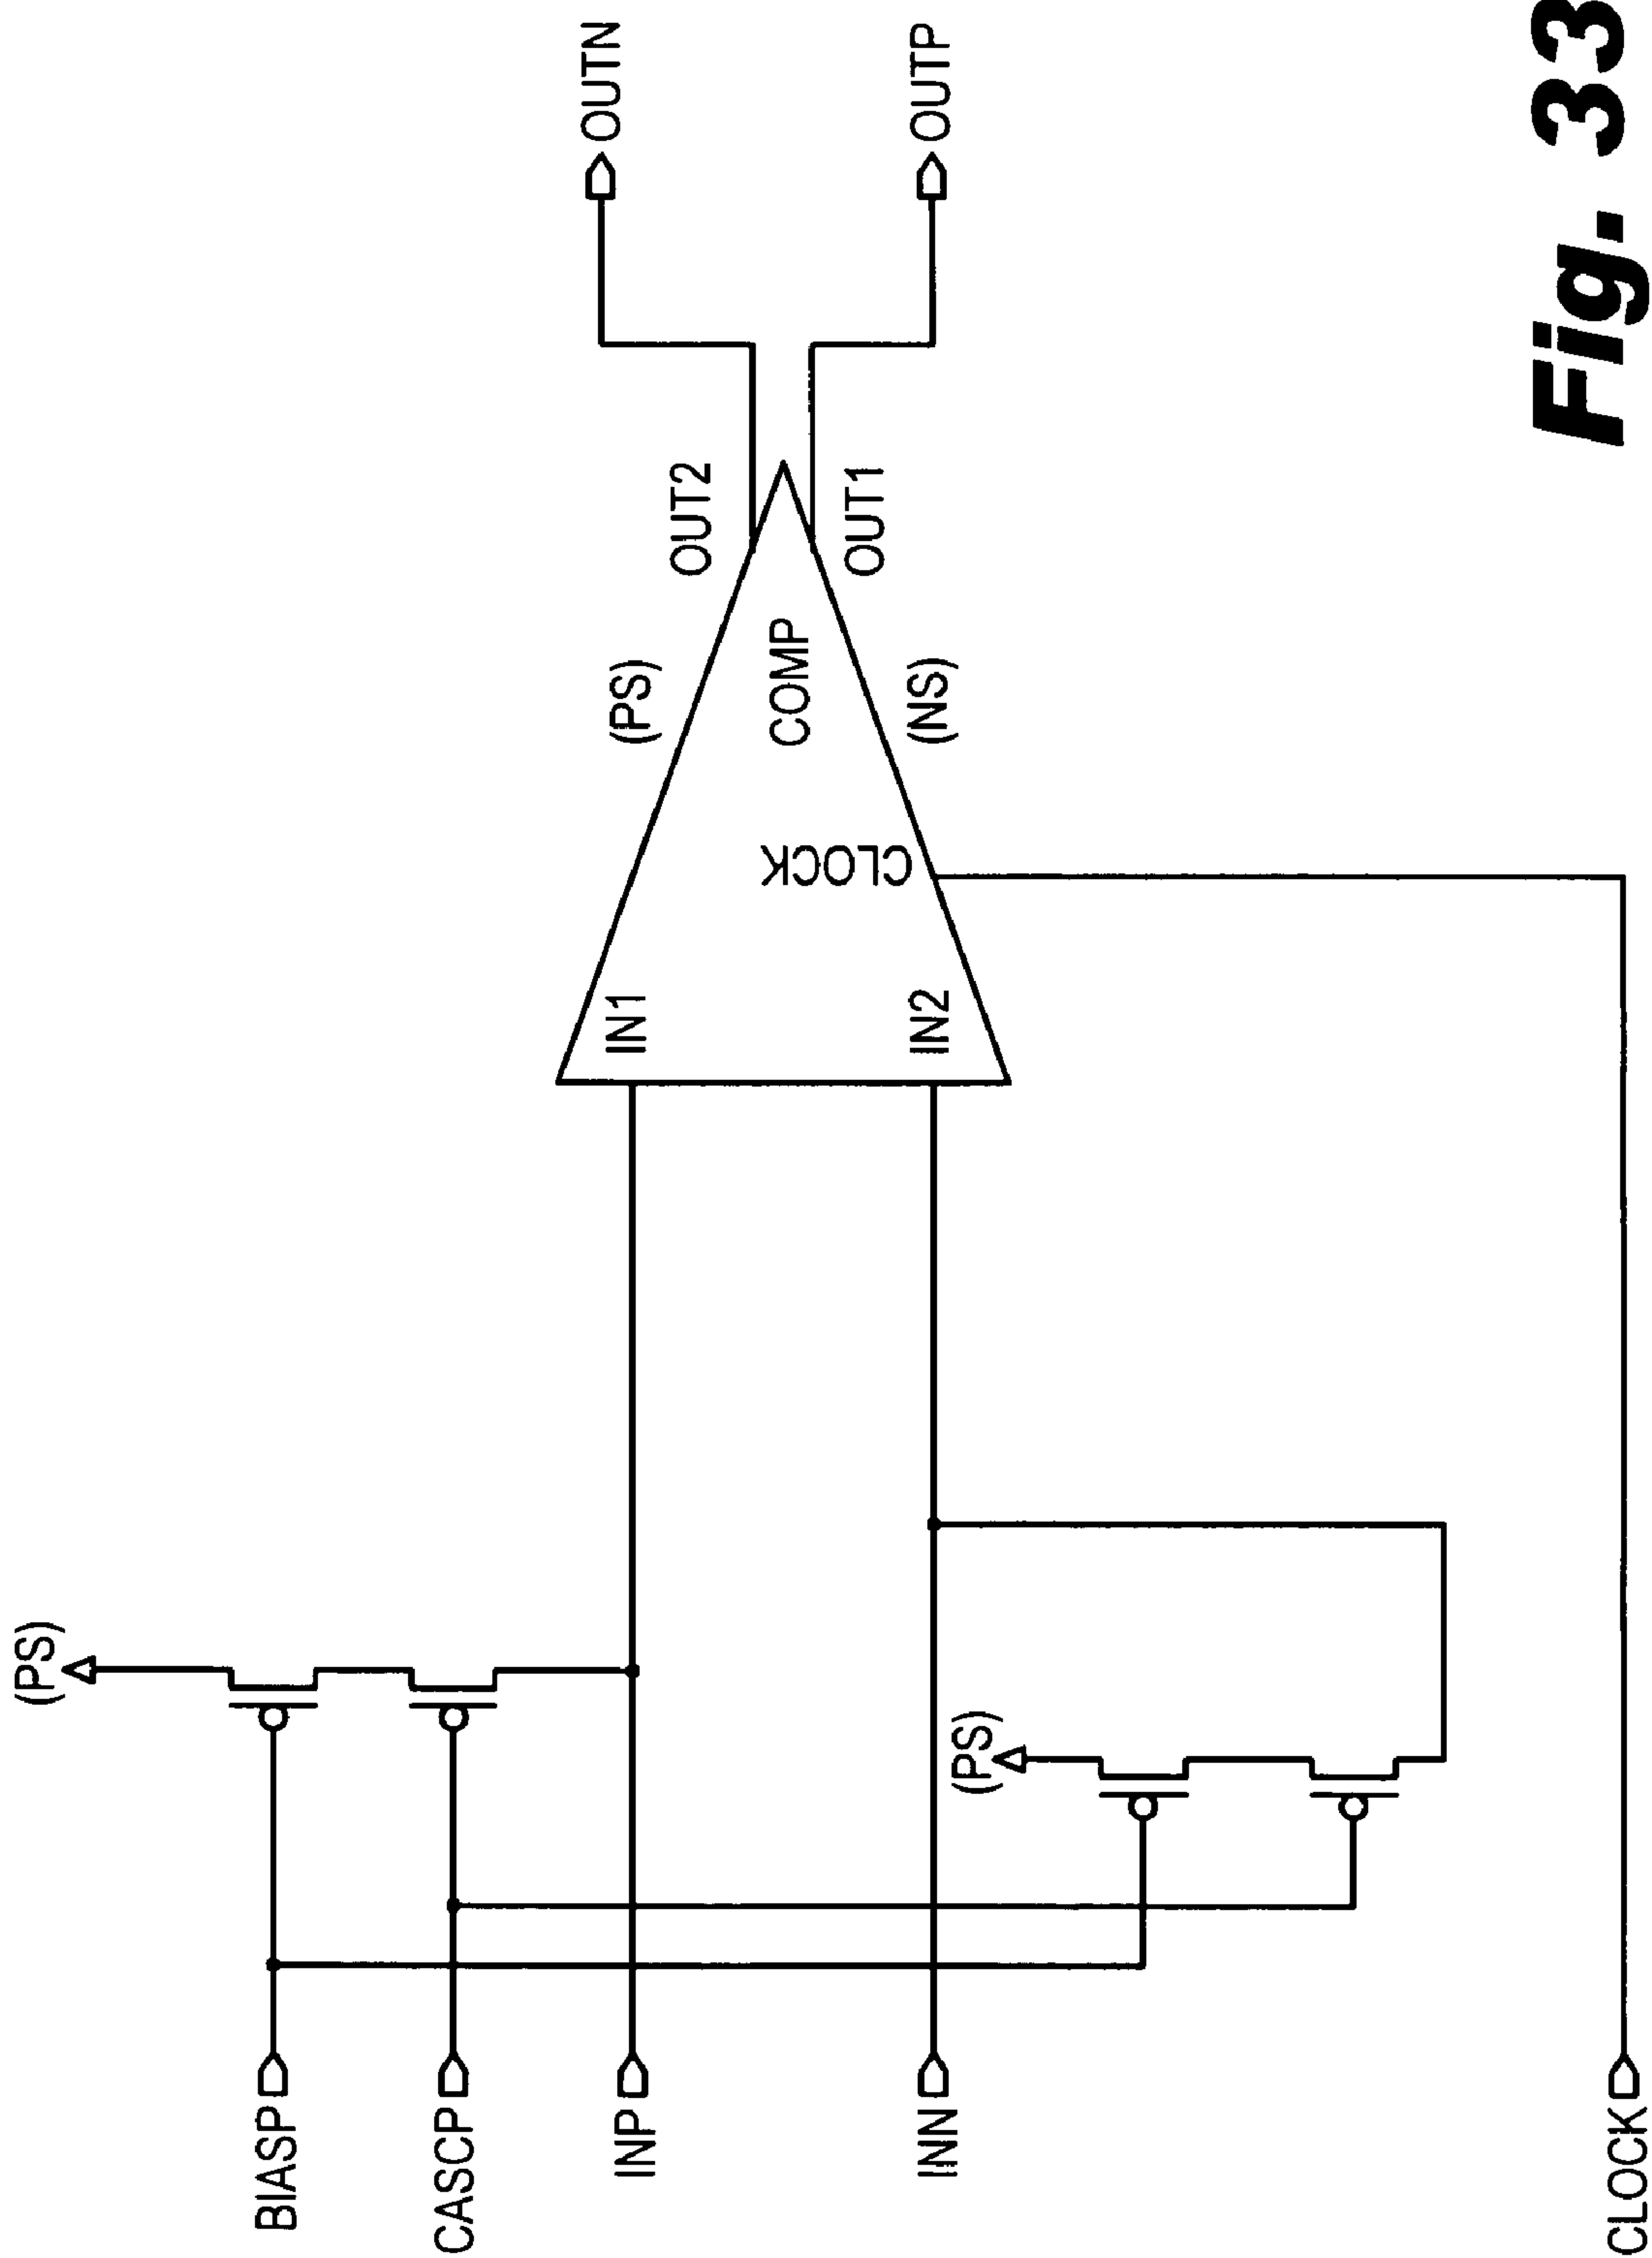 (PS)
BIASP
CASCP
INP
INN
(PS)
CLOCK
IN1
IN2
CLOCK
COMP
(PS)
(NS)
OUT2
OUT1
OUTN
OUTP
Fig. 33